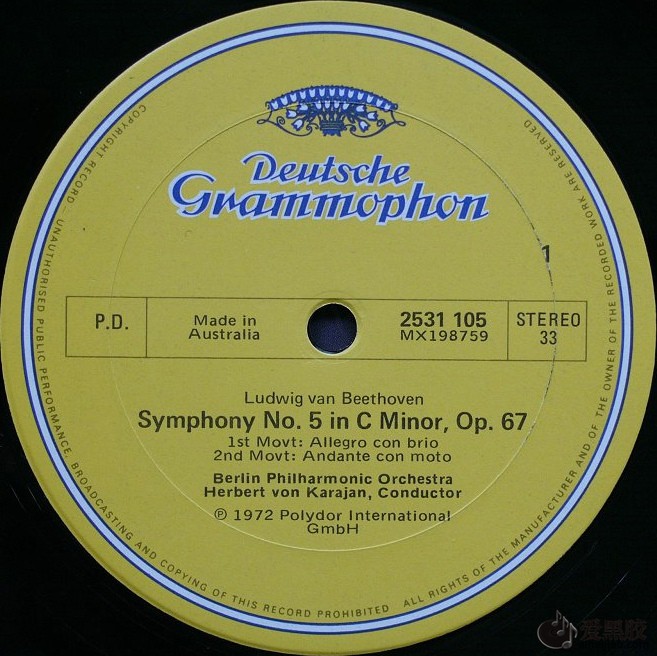 Deutsche
Grammophon
1
P.D.
Made in
Australia
2531 105
MX198759
STEREO
33
Ludwig van Beethoven
Symphony No. 5 in C Minor, Op. 67
1st Movt: Allegro con brio
2nd Movt: Andante con moto
Berlin Philharmonic Orchestra
Herbert von Karajan, Conductor
℗ 1972 Polydor International
GmbH
ALL RIGHTS OF THE MANUFACTURER AND OF THE OWNER OF THE RECORDED WORK ARE RESERVED
COPYRIGHT RECORD - UNAUTHORISED PUBLIC PERFORMANCE, BROADCASTING AND COPYING OF THIS RECORD PROHIBITED
爱黑胶